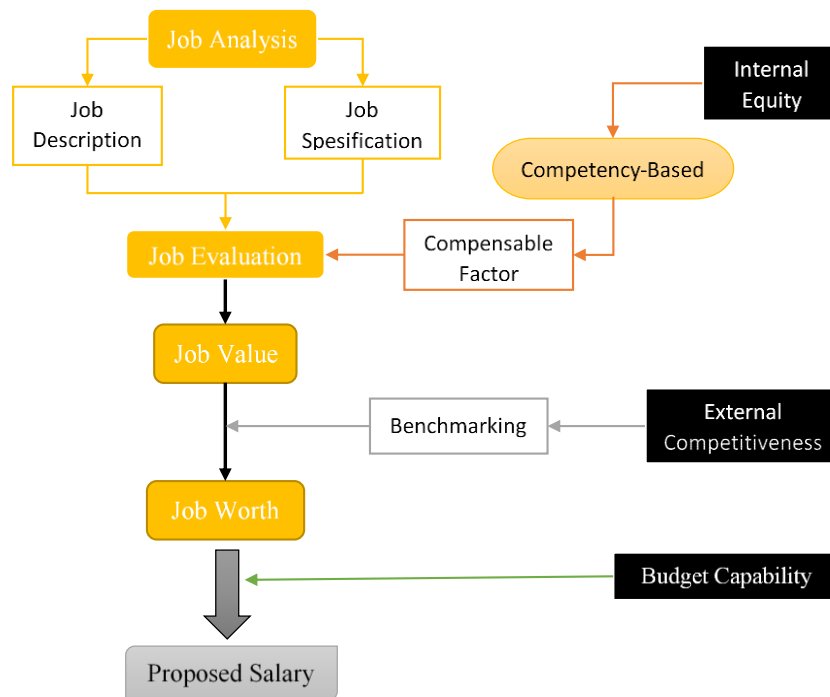 Job Analysis
Internal
Equity
Job
Description
Job
Spesification
Competency-Based
Job Evaluation
Compensable
Factor
Job Value
Benchmarking
External
Competitiveness
Job Worth
Budget Capability
Proposed Salary